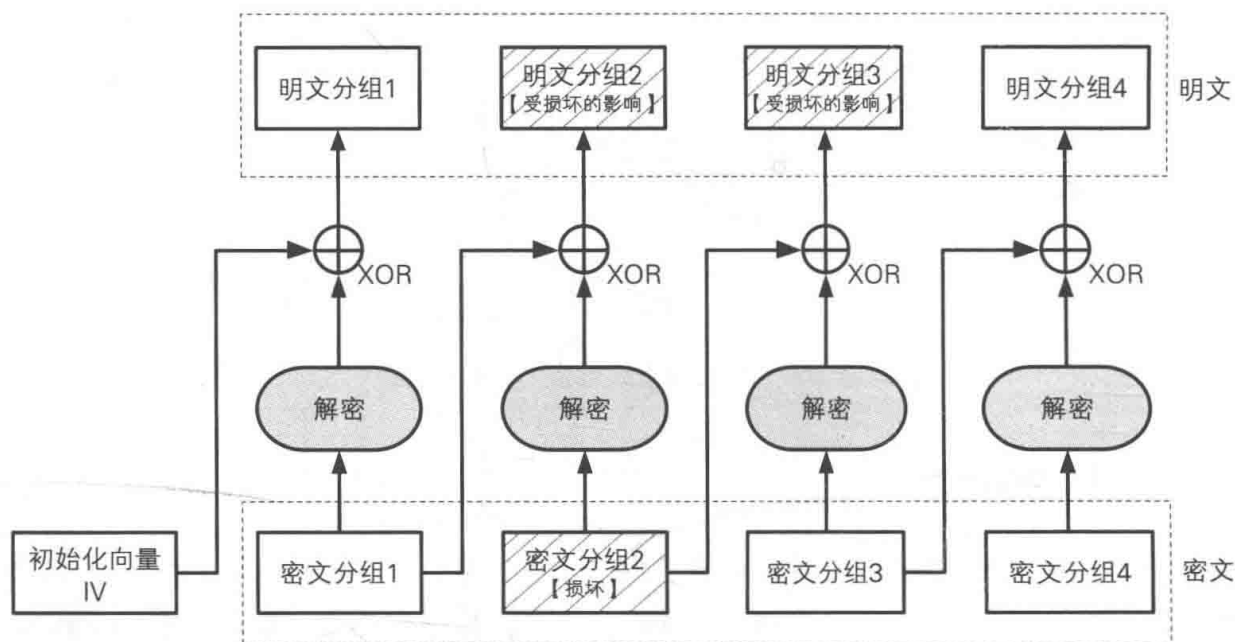 明文分组1
明文分组2
【受损坏的影响】
明文分组3
【受损坏的影响】
明文分组4
明文
XOR
XOR
XOR
XOR
解密
解密
解密
解密
初始化向量
IV
密文分组1
密文分组2
【损坏】
密文分组3
密文分组4
密文